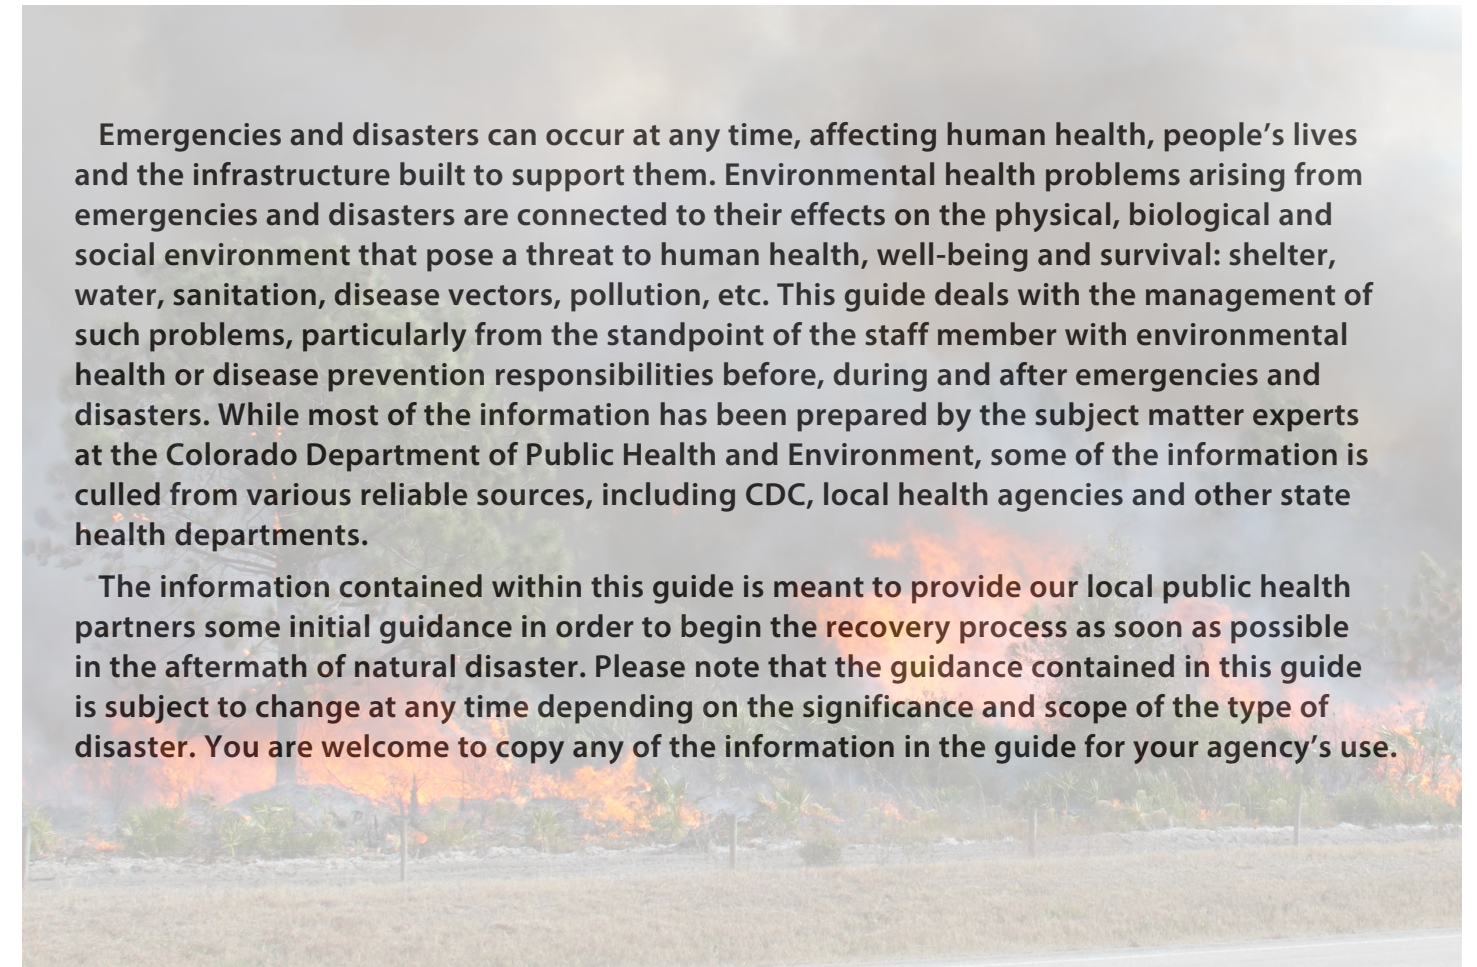 Emergencies and disasters can occur at any time, affecting human health, people’s lives
and the infrastructure built to support them. Environmental health problems arising from
emergencies and disasters are connected to their effects on the physical, biological and
social environment that pose a threat to human health, well-being and survival: shelter,
water, sanitation, disease vectors, pollution, etc. This guide deals with the management of
such problems, particularly from the standpoint of the staff member with environmental
health or disease prevention responsibilities before, during and after emergencies and
disasters. While most of the information has been prepared by the subject matter experts
at the Colorado Department of Public Health and Environment, some of the information is
culled from various reliable sources, including CDC, local health agencies and other state
health departments.
The information contained within this guide is meant to provide our local public health
partners some initial guidance in order to begin the recovery process as soon as possible
in the aftermath of natural disaster. Please note that the guidance contained in this guide
is subject to change at any time depending on the significance and scope of the type of
disaster. You are welcome to copy any of the information in the guide for your agency’s use.